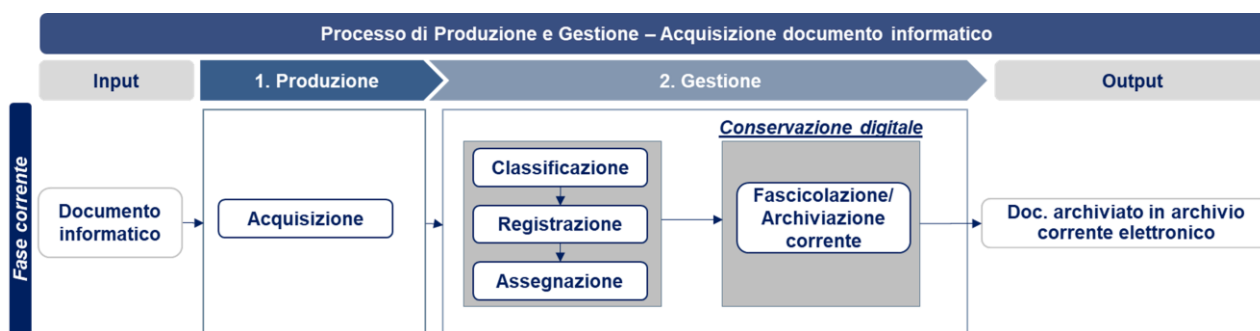 Processo di Produzione e Gestione – Acquisizione documento informatico
Input
1. Produzione
2. Gestione
Output
Fase corrente
Documento
informatico
Acquisizione
Classificazione
Registrazione
Assegnazione
Conservazione digitale
Fascicolazione/
Archiviazione
corrente
Doc. archiviato in archivio
corrente elettronico